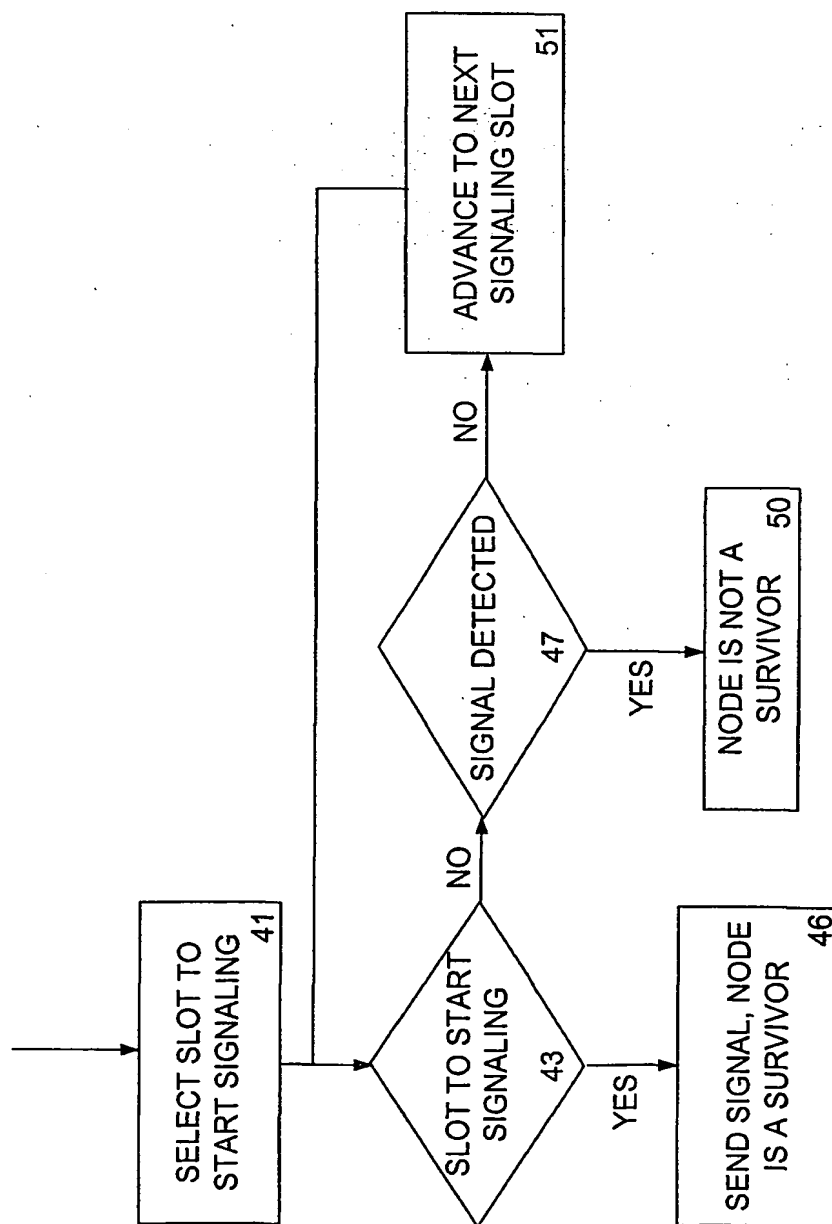 SELECT SLOT TO
START SIGNALING
41
SLOT TO START
SIGNALING
43
NO
YES
SEND SIGNAL, NODE
IS A SURVIVOR
46
SIGNAL DETECTED
47
NO
YES
NODE IS NOT A
SURVIVOR
50
ADVANCE TO NEXT
SIGNALING SLOT
51